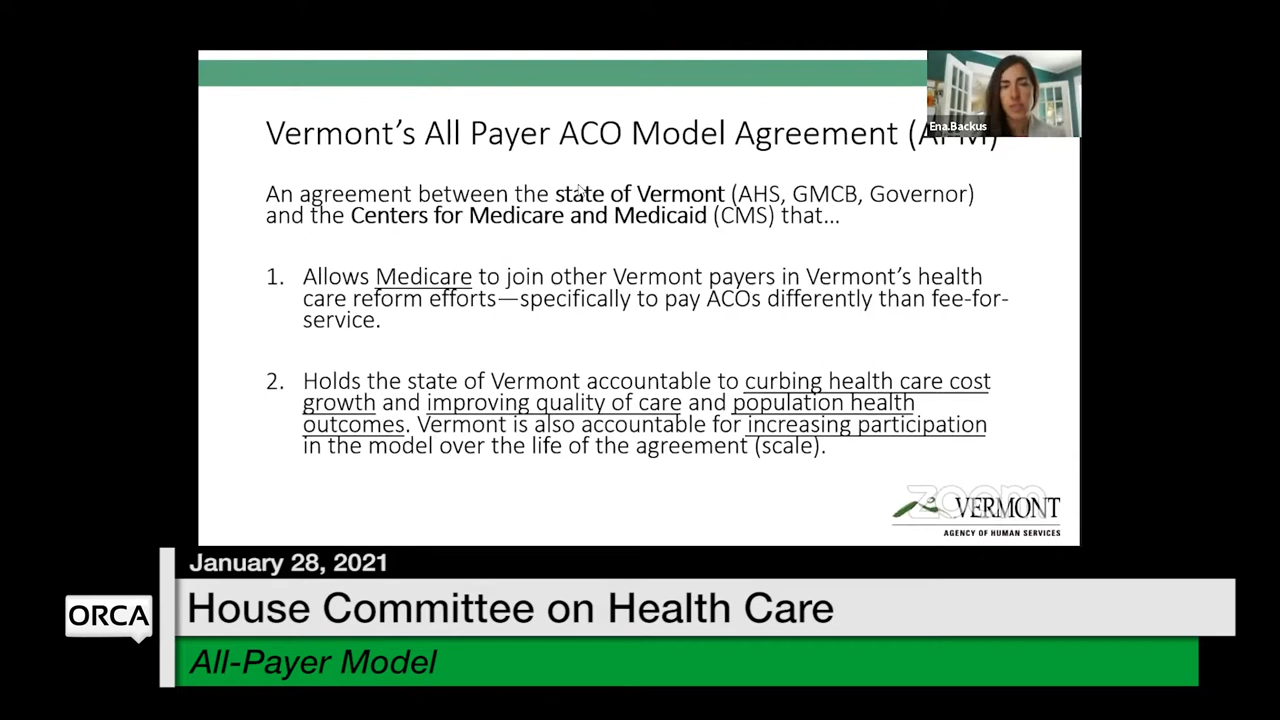 Ena.Backus
Vermont's All Payer ACO Model Agreement (APM)
An agreement between the state of Vermont (AHS, GMCB, Governor)
and the Centers for Medicare and Medicaid (CMS) that...
1. Allows Medicare to join other Vermont payers in Vermont's health
care reform efforts—specifically to pay ACOs differently than fee-for-
service.
2. Holds the state of Vermont accountable to curbing health care cost
growth and improving quality of care and population health
outcomes. Vermont is also accountable for increasing participation
in the model over the life of the agreement (scale).
zoom
VERMONT
AGENCY OF HUMAN SERVICES
January 28, 2021
ORCA
House Committee on Health Care
All-Payer Model